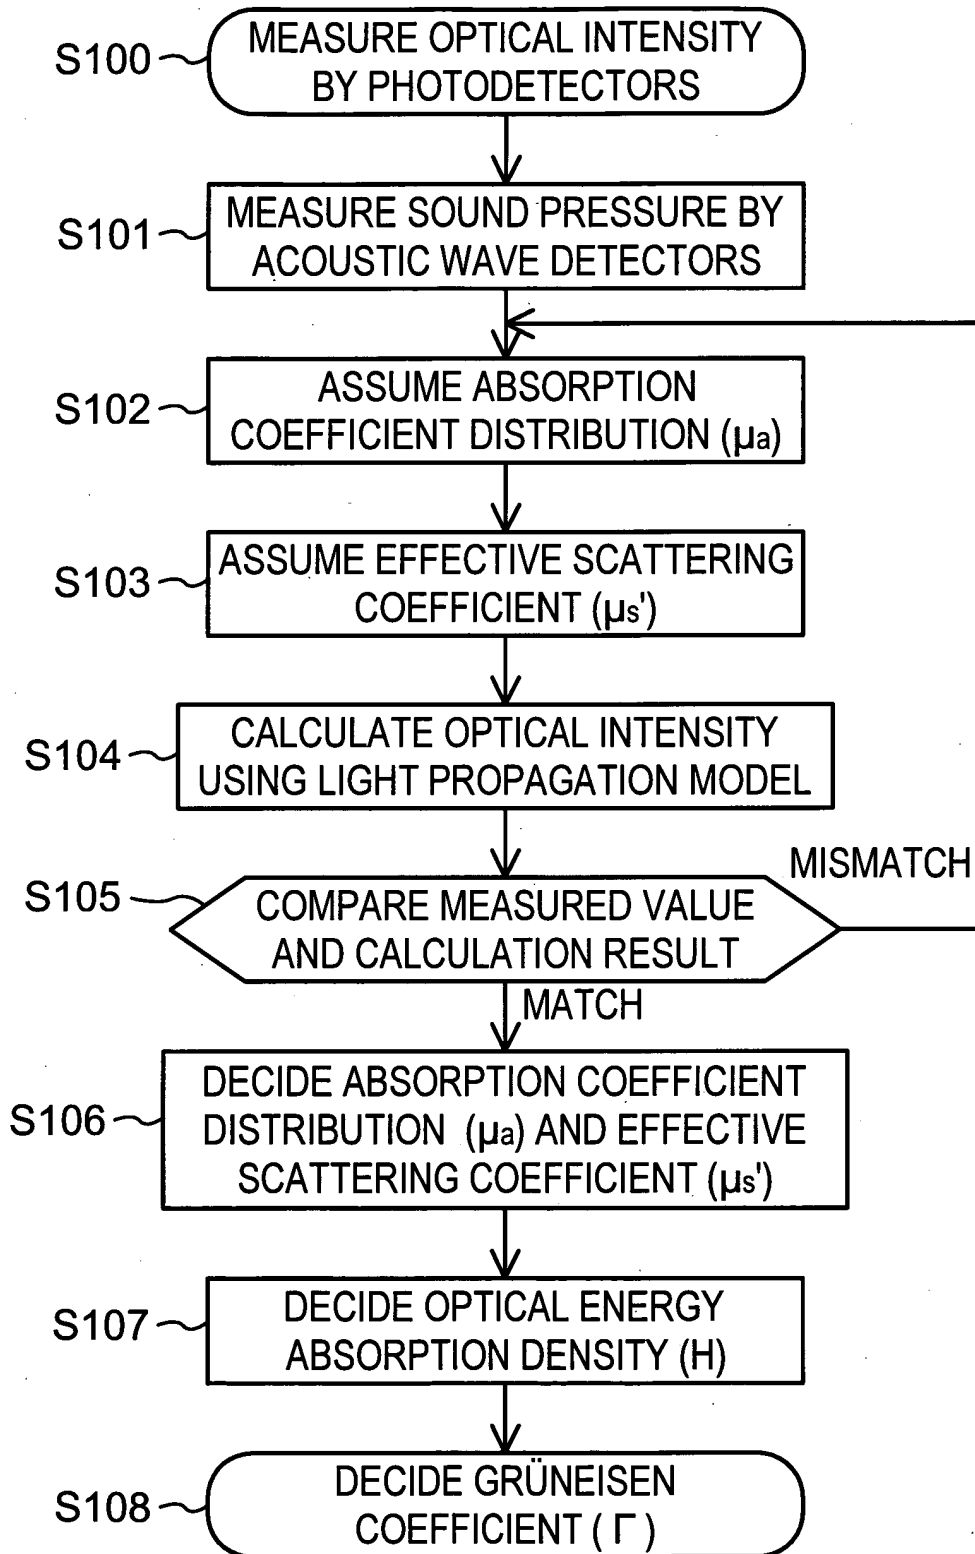 S100
MEASURE OPTICAL INTENSITY
BY PHOTODETECTORS
S101
MEASURE SOUND PRESSURE BY
ACOUSTIC WAVE DETECTORS
S102
ASSUME ABSORPTION
COEFFICIENT DISTRIBUTION (μa)
S103
ASSUME EFFECTIVE SCATTERING
COEFFICIENT (μs')
S104
CALCULATE OPTICAL INTENSITY
USING LIGHT PROPAGATION MODEL
S105
COMPARE MEASURED VALUE
AND CALCULATION RESULT
MISMATCH
MATCH
S106
DECIDE ABSORPTION COEFFICIENT
DISTRIBUTION (μa) AND EFFECTIVE
SCATTERING COEFFICIENT (μs')
S107
DECIDE OPTICAL ENERGY
ABSORPTION DENSITY (H)
S108
DECIDE GRÜNEISEN
COEFFICIENT ( Γ )